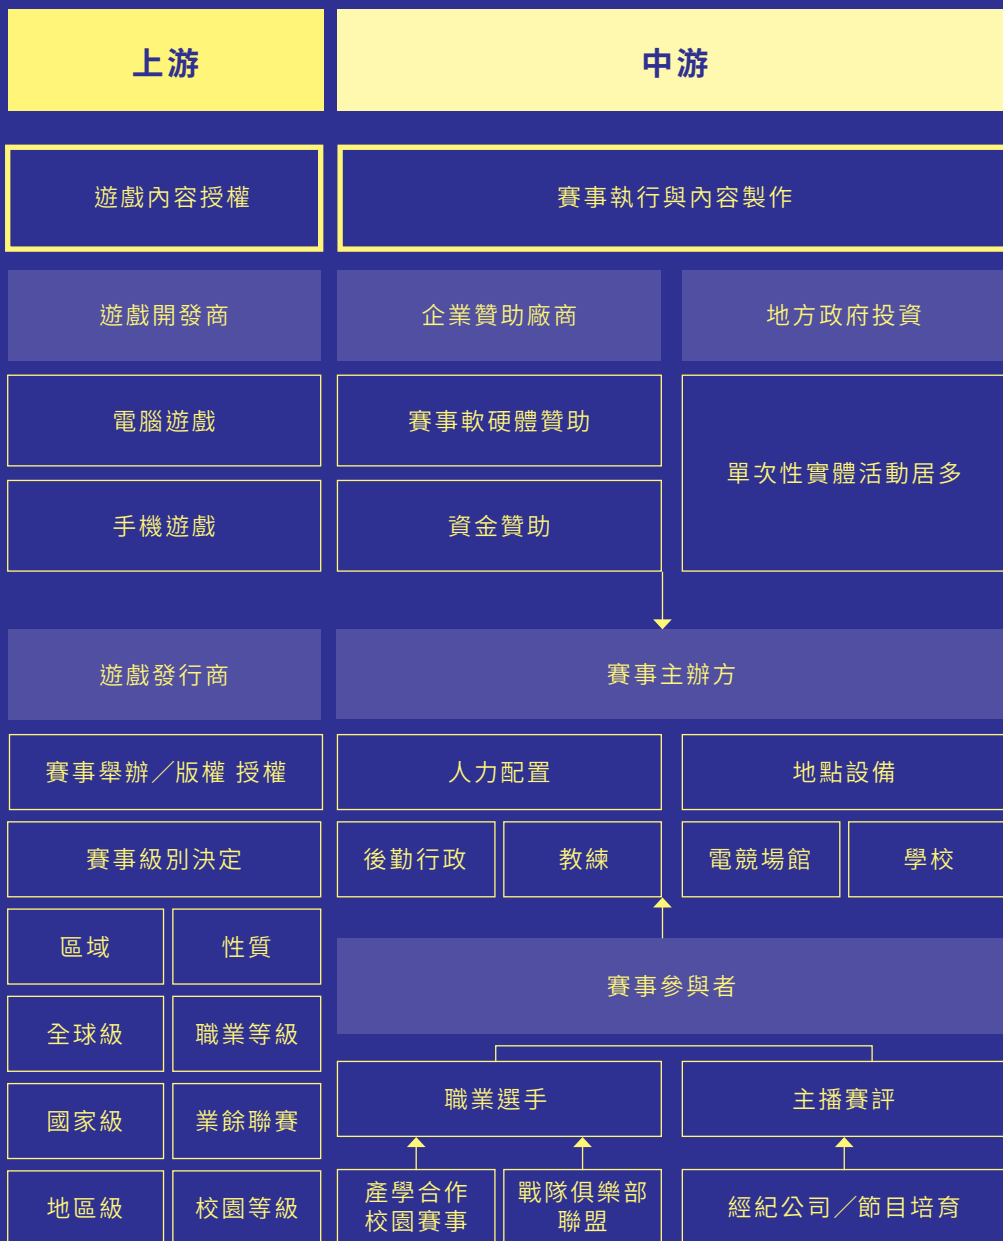 上游
中游
遊戲內容授權
賽事執行與內容製作
遊戲開發商
企業贊助廠商
地方政府投資
電腦遊戲
賽事軟硬體贊助
單次性實體活動居多
手機遊戲
資金贊助
遊戲發行商
賽事主辦方
賽事舉辦／版權 授權
人力配置
地點設備
賽事級別決定
後勤行政
教練
電競場館
學校
區域
性質
賽事參與者
全球級
職業等級
國家級
業餘聯賽
職業選手
主播賽評
地區級
校園等級
產學合作
校園賽事
戰隊俱樂部
聯盟
經紀公司／節目培育